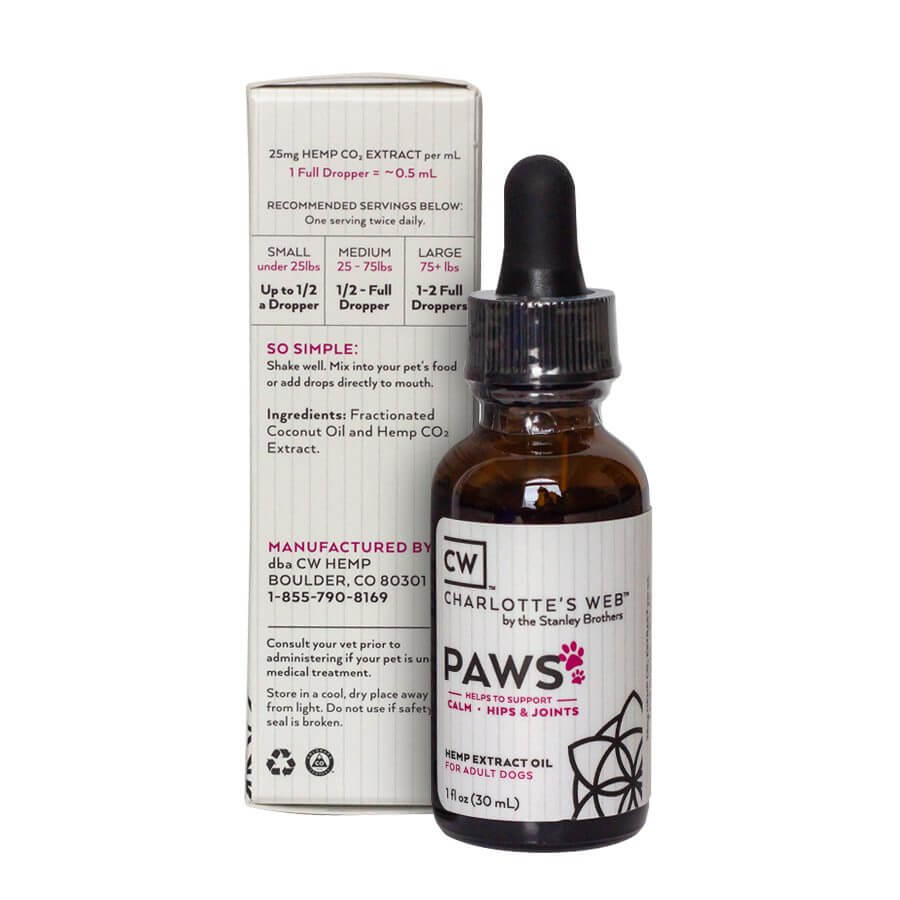 25mg HEMP CO₂ EXTRACT per mL
1 Full Dropper = ~0.5 mL
RECOMMENDED SERVINGS BELOW:
One serving twice daily.
SMALL
under 25lbs
Up to 1/2
a Dropper
MEDIUM
25 - 75lbs
1/2 - Full
Dropper
LARGE
75+ lbs
1-2 Full
Droppers
SO SIMPLE:
Shake well. Mix into your pet's food
or add drops directly to mouth.
Ingredients: Fractionated
Coconut Oil and Hemp CO₂
Extract.
MANUFACTURED BY
dba CW HEMP
BOULDER, CO 80301
1-855-790-8169
Consult your vet prior to
administering if your pet is
medical treatment.
Store in a cool, dry place away
from light. Do not use if safety
seal is broken.
CW™
CHARLOTTE'S WEB™
by the Stanley Brothers
PAWS
HELPS TO SUPPORT
CALM • HIPS & JOINTS
HEMP EXTRACT OIL
FOR ADULT DOGS
1 fl oz (30 mL)